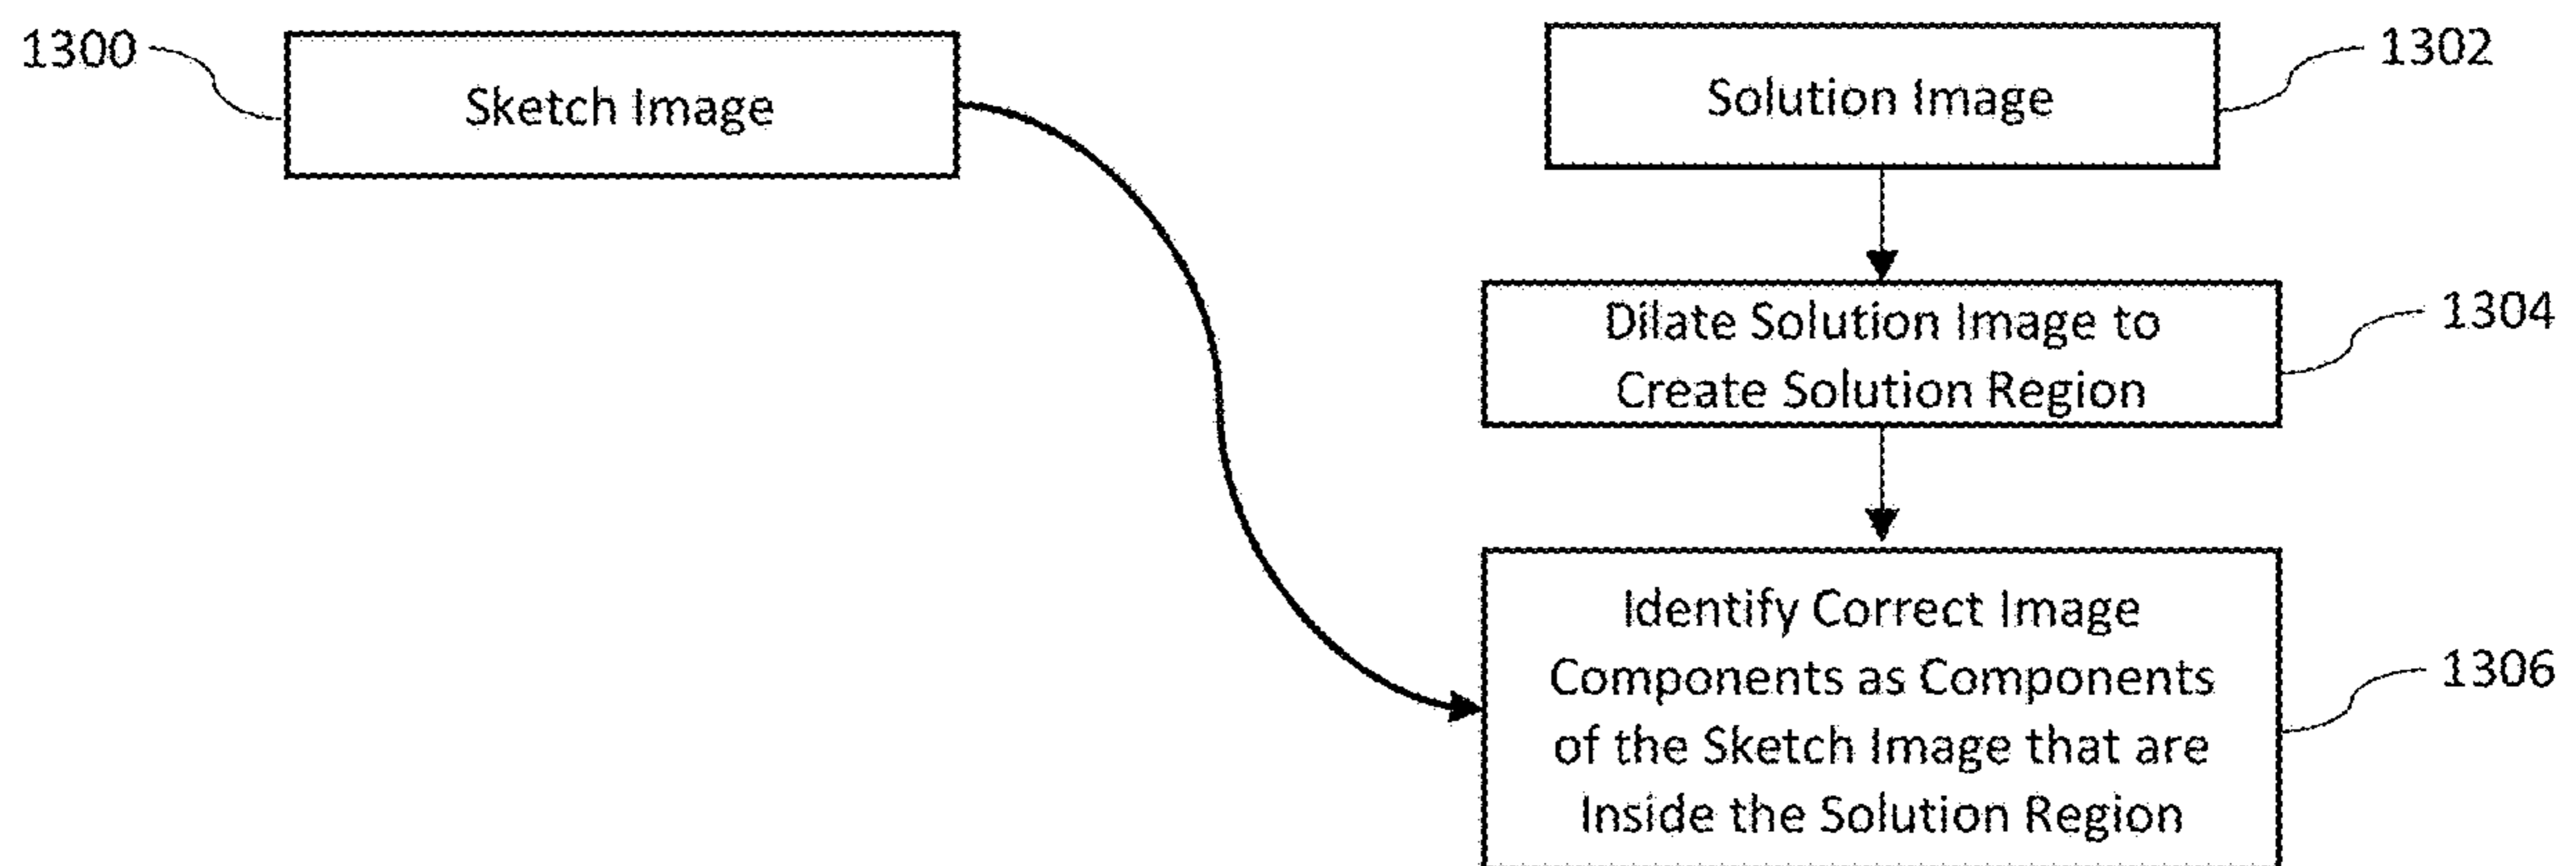 1300
Sketch Image
Solution Image
1302
Dilate Solution Image to
Create Solution Region
1304
Identify Correct Image
Components as Components
of the Sketch Image that are
Inside the Solution Region
1306